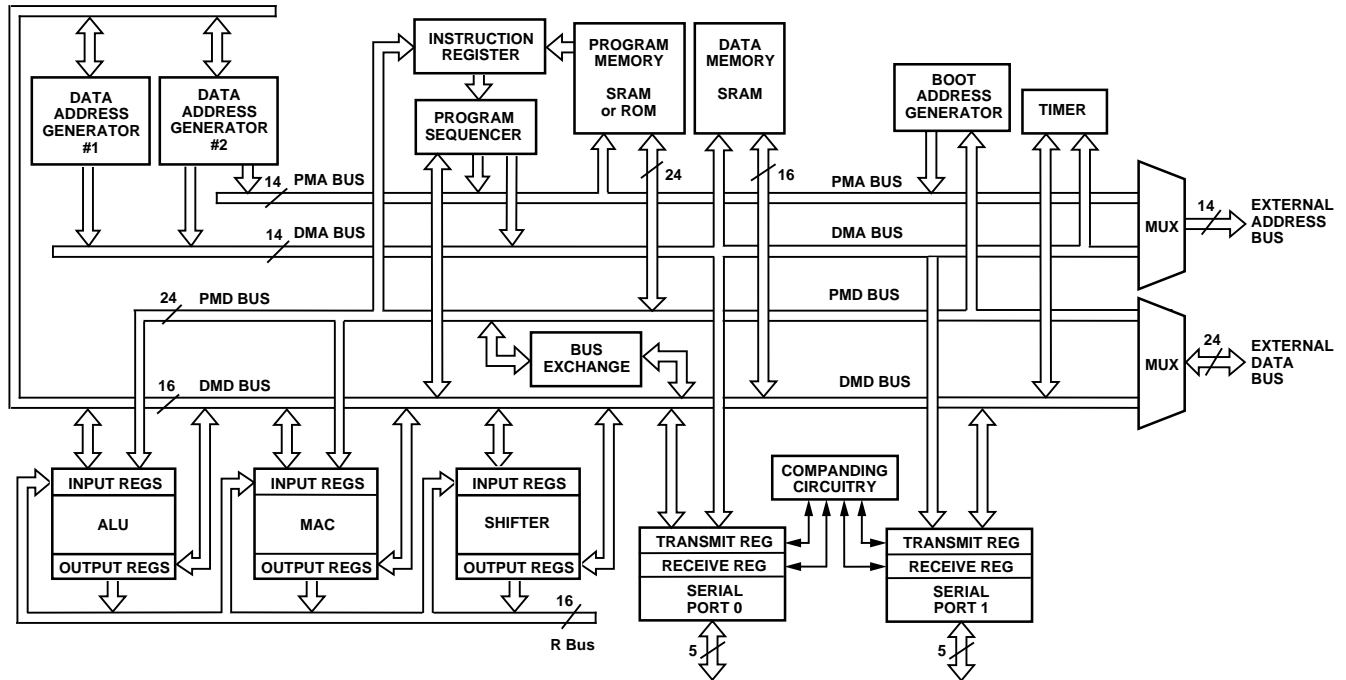 INSTRUCTION
REGISTER
PROGRAM
MEMORY
SRAM
or ROM
DATA
MEMORY
SRAM
BOOT
ADDRESS
GENERATOR
TIMER
DATA
ADDRESS
GENERATOR
#1
DATA
ADDRESS
GENERATOR
#2
PROGRAM
SEQUENCER
24
16
14
PMA BUS
PMA BUS
14
DMA BUS
DMA BUS
MUX
14
EXTERNAL
ADDRESS
BUS
24
PMD BUS
PMD BUS
BUS
EXCHANGE
MUX
24
EXTERNAL
DATA
BUS
16
DMD BUS
DMD BUS
INPUT REGS
ALU
OUTPUT REGS
INPUT REGS
MAC
OUTPUT REGS
INPUT REGS
SHIFTER
OUTPUT REGS
16
R Bus
COMPANDING
CIRCUITRY
TRANSMIT REG
RECEIVE REG
SERIAL
PORT 0
5
TRANSMIT REG
RECEIVE REG
SERIAL
PORT 1
5